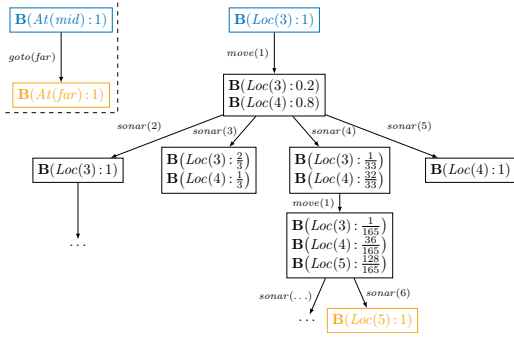 B(At(mid) : 1)
goto(far)
B(At(far) : 1)
B(Loc(3) : 1)
move(1)
B(Loc(3) : 0.2)
B(Loc(4) : 0.8)
sonar(2)
sonar(3)
sonar(4)
sonar(5)
B(Loc(3) : 1)
B(Loc(3) : 2/3)
B(Loc(4) : 1/3)
B(Loc(3) : 1/33)
B(Loc(4) : 32/33)
B(Loc(4) : 1)
move(1)
...
B(Loc(3) : 1/165)
B(Loc(4) : 36/165)
B(Loc(5) : 128/165)
sonar(...)
sonar(6)
...
B(Loc(5) : 1)